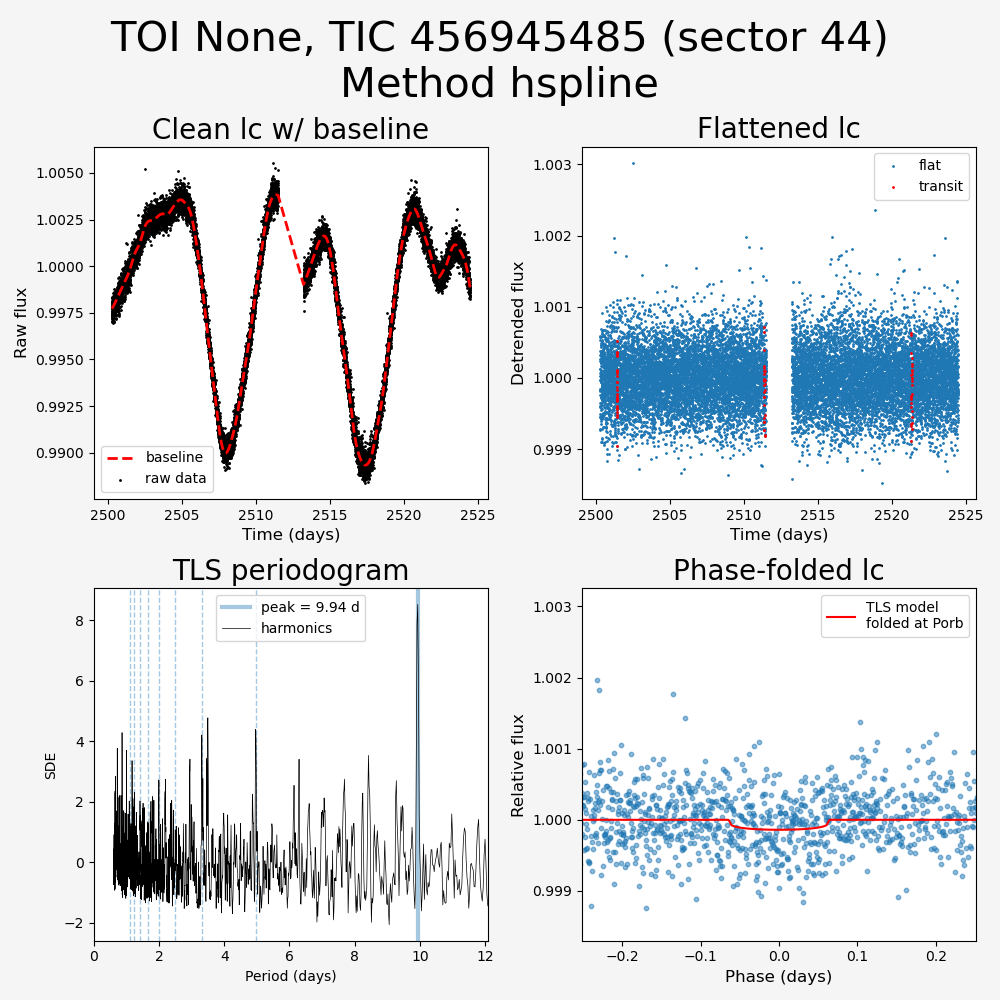 TOI None, TIC 456945485 (sector 44)
Method hspline
Clean lc w/ baseline
Raw flux
1.0050
1.0025
1.0000
0.9975
0.9950
0.9925
0.9900
baseline
raw data
2500
2505
2510
2515
2520
2525
Time (days)
Flattened lc
Detrended flux
1.003
1.002
1.001
1.000
0.999
flat
transit
2500
2505
2510
2515
2520
2525
Time (days)
TLS periodogram
SDE
8
6
4
2
0
−2
peak = 9.94 d
harmonics
0
2
4
6
8
10
12
Period (days)
Phase-folded lc
Relative flux
1.003
1.002
1.001
1.000
0.999
TLS model
folded at Porb
−0.2
−0.1
0.0
0.1
0.2
Phase (days)